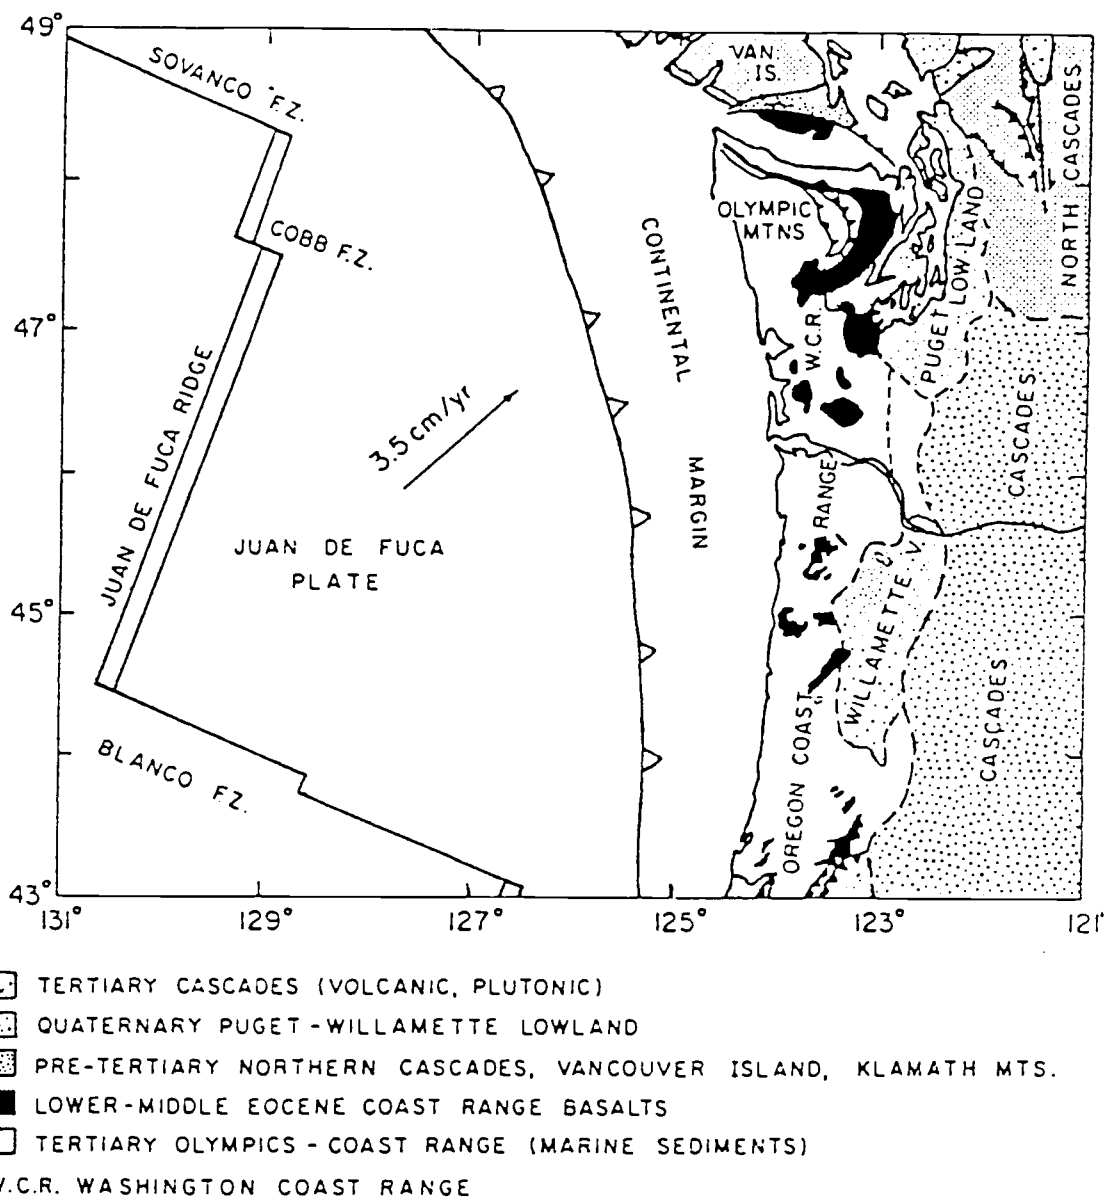 49°
SOVANCO F.Z.
VAN
IS.
NORTH CASCADES
COBB F.Z.
OLYMPIC
MTNS
CONTINENTAL
MARGIN
PUGET LOWLAND
47°
W.C.R.
JUAN DE FUCA RIDGE
3.5 cm/yr
CASCADES
RANGE
JUAN DE FUCA
PLATE
45°
WILLAMETTE V.
CASCADES
OREGON COAST
BLANCO F.Z.
43°
131° 129° 127° 125° 123° 121°
TERTIARY CASCADES (VOLCANIC, PLUTONIC)
QUATERNARY PUGET-WILLAMETTE LOWLAND
PRE-TERTIARY NORTHERN CASCADES, VANCOUVER ISLAND, KLAMATH MTS.
LOWER-MIDDLE EOCENE COAST RANGE BASALTS
TERTIARY OLYMPICS-COAST RANGE (MARINE SEDIMENTS)
W.C.R. WASHINGTON COAST RANGE